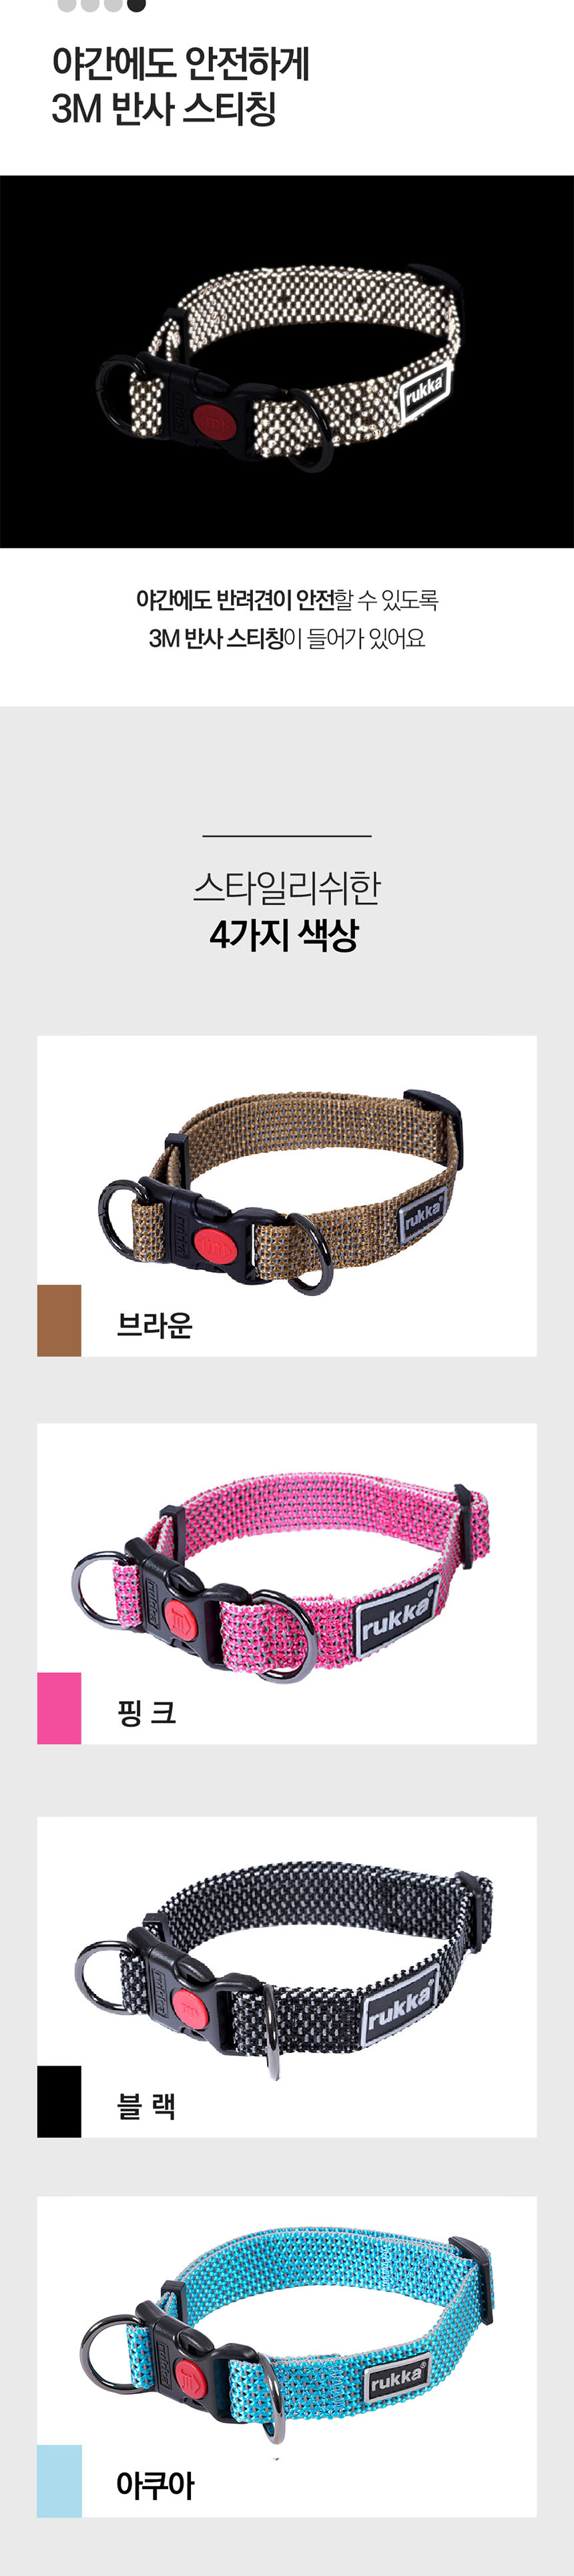 야간에도 안전하게
3M 반사 스티칭
rukka
야간에도 반려견이 안전할 수 있도록
3M 반사 스티칭이 들어가 있어요
스타일리쉬한
4가지 색상
rukka
브라운
rukka
핑 크
rukka
블 랙
rukka
아쿠아